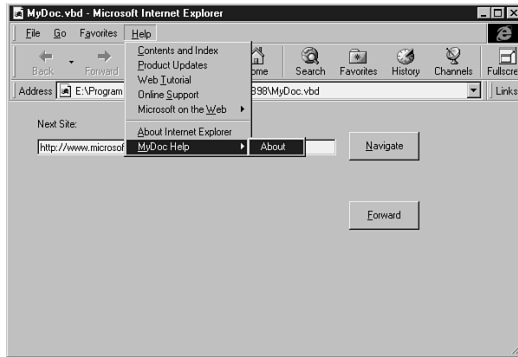 MyDoc.vbd - Microsoft Internet Explorer
File Go Favorites Help
Back Forward Home Search Favorites History Channels Fullscre
Contents and Index
Product Updates
Web Tutorial
Online Support
Microsoft on the Web
About Internet Explorer
MyDoc Help About
Address E:\Program 898\MyDoc.vbd Links
Next Site:
http://www.microsof
Navigate
Forward